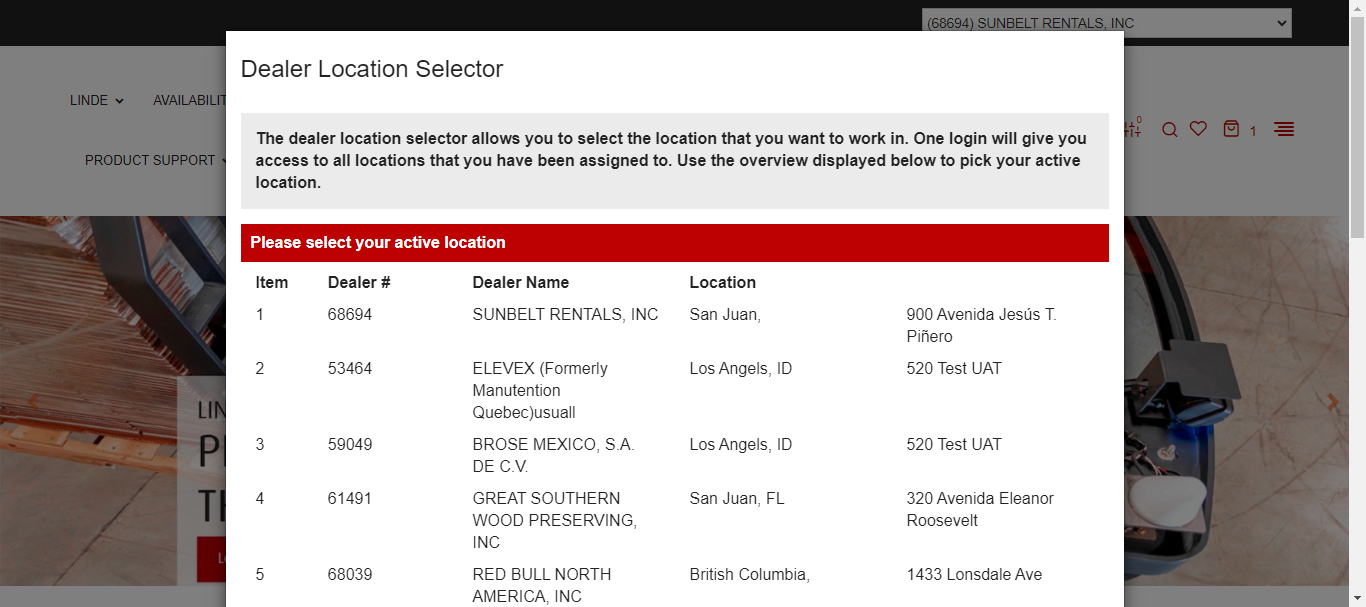 (68694) SUNBELT RENTALS, INC
Dealer Location Selector
LINDE
AVAILABILIT
The dealer location selector allows you to select the location that you want to work in. One login will give you
access to all locations that you have been assigned to. Use the overview displayed below to pick your active
location.
0
1
PRODUCT SUPPORT
Please select your active location
Item Dealer # Dealer Name Location
1 68694 SUNBELT RENTALS, INC San Juan, 900 Avenida Jesús T.
Piñero
2 53464 ELEVEX (Formerly Los Angels, ID 520 Test UAT
Manutention
Quebec)usuall
LIN
P
3 59049 BROSE MEXICO, S.A. Los Angels, ID 520 Test UAT
DE C.V.
4 61491 GREAT SOUTHERN San Juan, FL 320 Avenida Eleanor
WOOD PRESERVING, Roosevelt
INC
TH
L
5 68039 RED BULL NORTH British Columbia, 1433 Lonsdale Ave
AMERICA, INC